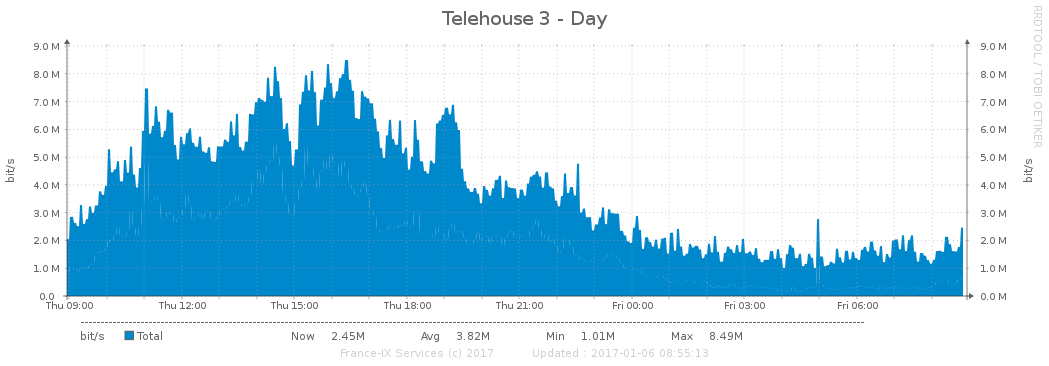 Telehouse 3 - Day
RRDTOOL / TOBI OETIKER
bit/s
9.0 M
8.0 M
7.0 M
6.0 M
5.0 M
4.0 M
3.0 M
2.0 M
1.0 M
0.0
9.0 M
8.0 M
7.0 M
6.0 M
5.0 M
4.0 M
3.0 M
2.0 M
1.0 M
0.0 M
bit/s
Thu 09:00 Thu 12:00 Thu 15:00 Thu 18:00 Thu 21:00 Fri 00:00 Fri 03:00 Fri 06:00
bit/s Total Now 2.45M Avg 3.82M Min 1.01M Max 8.49M
France-IX Services (c) 2017 Updated : 2017-01-06 08:55:13